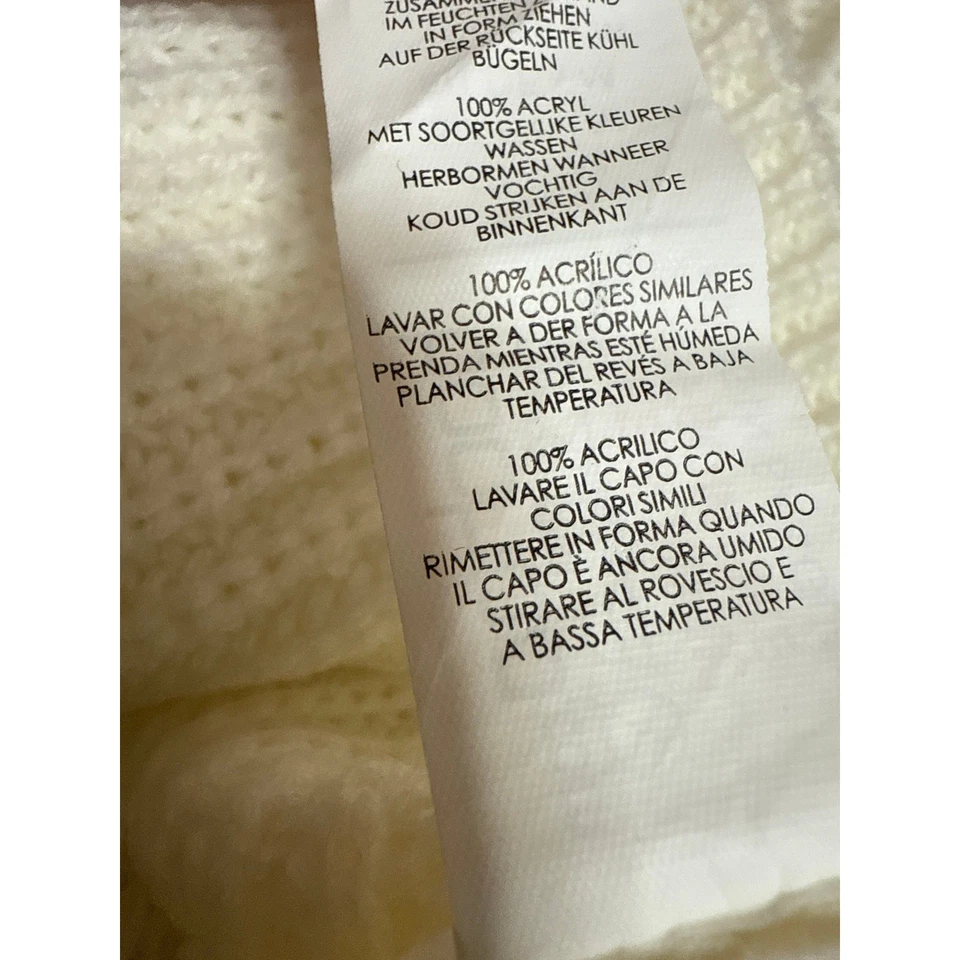 IM FEUCHTEN
IN FORM ZIEHEN
AUF DER RÜCKSEITE KÜHL
BÜGELN
100% ACRYL
MET SOORTGELIJKE KLEUREN
WASSEN
HERBORMEN WANNEER
VOCHTIG
KOUD STRIJKEN AAN DE
BINNENKANT
100% ACRÍLICO
LAVAR CON COLORES SIMILARES
VOLVER A DER FORMA A LA
PRENDA MIENTRAS ESTÉ HÚMEDA
PLANCHAR DEL REVÉS A BAJA
TEMPERATURA
100% ACRILICO
LAVARE IL CAPO CON
COLORI SIMILI
RIMETTERE IN FORMA QUANDO
IL CAPO È ANCORA UMIDO
STIRARE AL ROVESCIO E
A BASSA TEMPERATURA